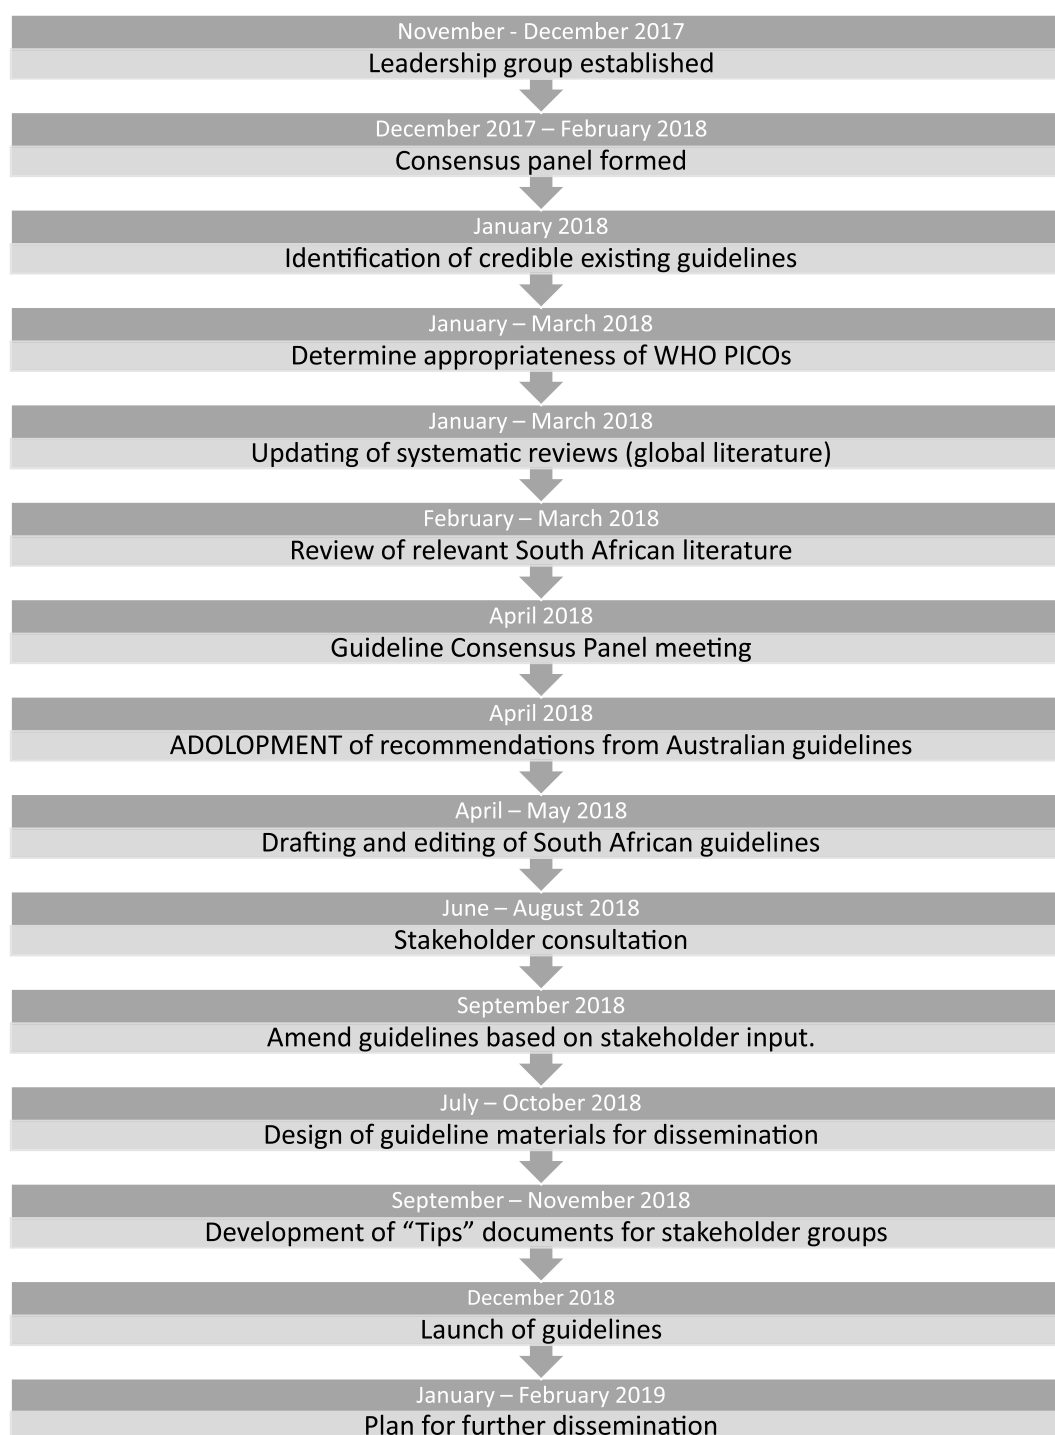 November - December 2017
Leadership group established
December 2017 – February 2018
Consensus panel formed
January 2018
Identification of credible existing guidelines
January – March 2018
Determine appropriateness of WHO PICOs
January – March 2018
Updating of systematic reviews (global literature)
February – March 2018
Review of relevant South African literature
April 2018
Guideline Consensus Panel meeting
April 2018
ADOLOPMENT of recommendations from Australian guidelines
April – May 2018
Drafting and editing of South African guidelines
June – August 2018
Stakeholder consultation
September 2018
Amend guidelines based on stakeholder input.
July – October 2018
Design of guideline materials for dissemination
September – November 2018
Development of “Tips” documents for stakeholder groups
December 2018
Launch of guidelines
January – February 2019
Plan for further dissemination